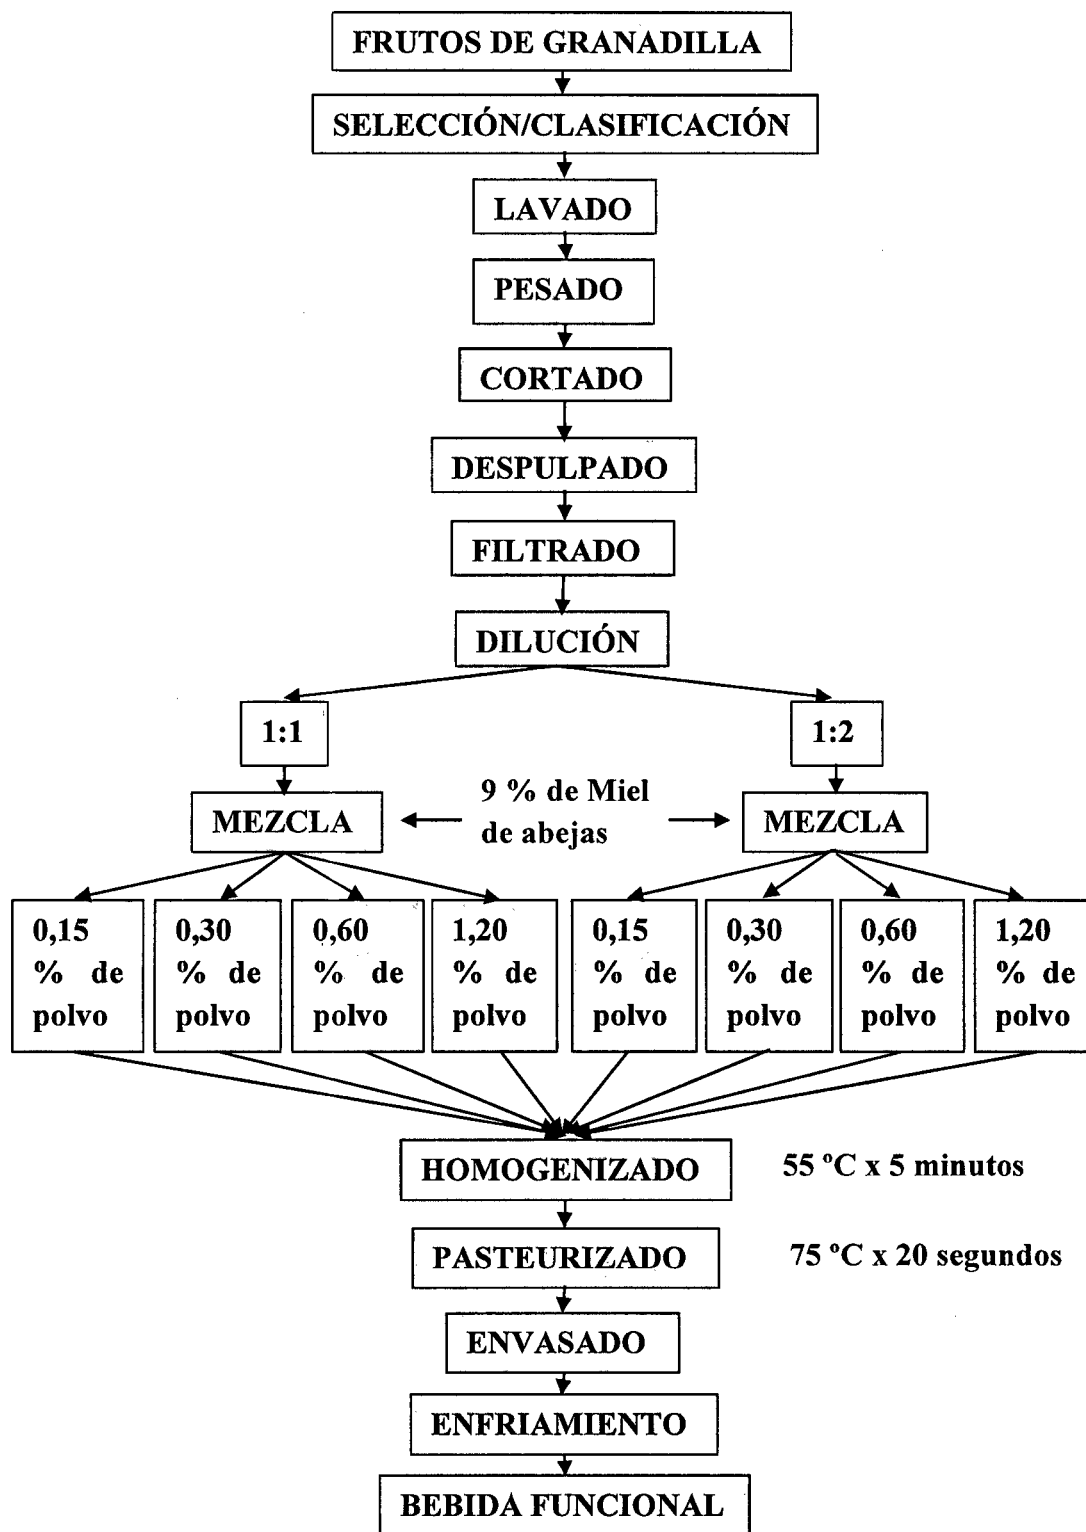 FRUTOS DE GRANADILLA
SELECCIÓN/CLASIFICACIÓN
LAVADO
PESADO
CORTADO
DESPULPADO
FILTRADO
DILUCIÓN
1:1
1:2
MEZCLA
9 % de Miel
de abejas
MEZCLA
0,15
% de
polvo
0,30
% de
polvo
0,60
% de
polvo
1,20
% de
polvo
0,15
% de
polvo
0,30
% de
polvo
0,60
% de
polvo
1,20
% de
polvo
HOMOGENIZADO
55 ºC x 5 minutos
PASTEURIZADO
75 ºC x 20 segundos
ENVASADO
ENFRIAMIENTO
BEBIDA FUNCIONAL